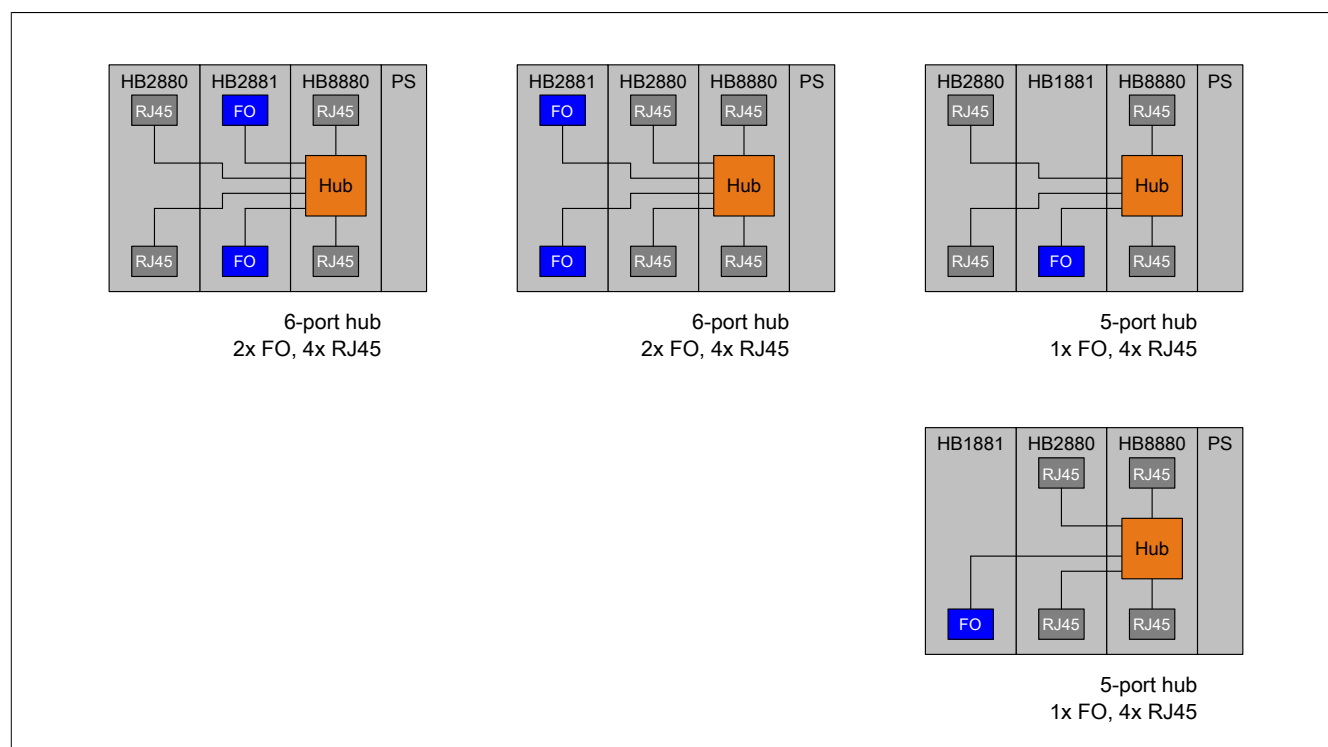 HB2880 HB2881 HB8880 PS
RJ45 FO RJ45
Hub
RJ45 FO RJ45
6-port hub
2x FO, 4x RJ45
HB2881 HB2880 HB8880 PS
FO RJ45 RJ45
Hub
FO RJ45 RJ45
6-port hub
2x FO, 4x RJ45
HB2880 HB1881 HB8880 PS
RJ45 RJ45
Hub
RJ45 FO RJ45
5-port hub
1x FO, 4x RJ45
HB1881 HB2880 HB8880 PS
RJ45 RJ45
Hub
FO RJ45 RJ45
5-port hub
1x FO, 4x RJ45